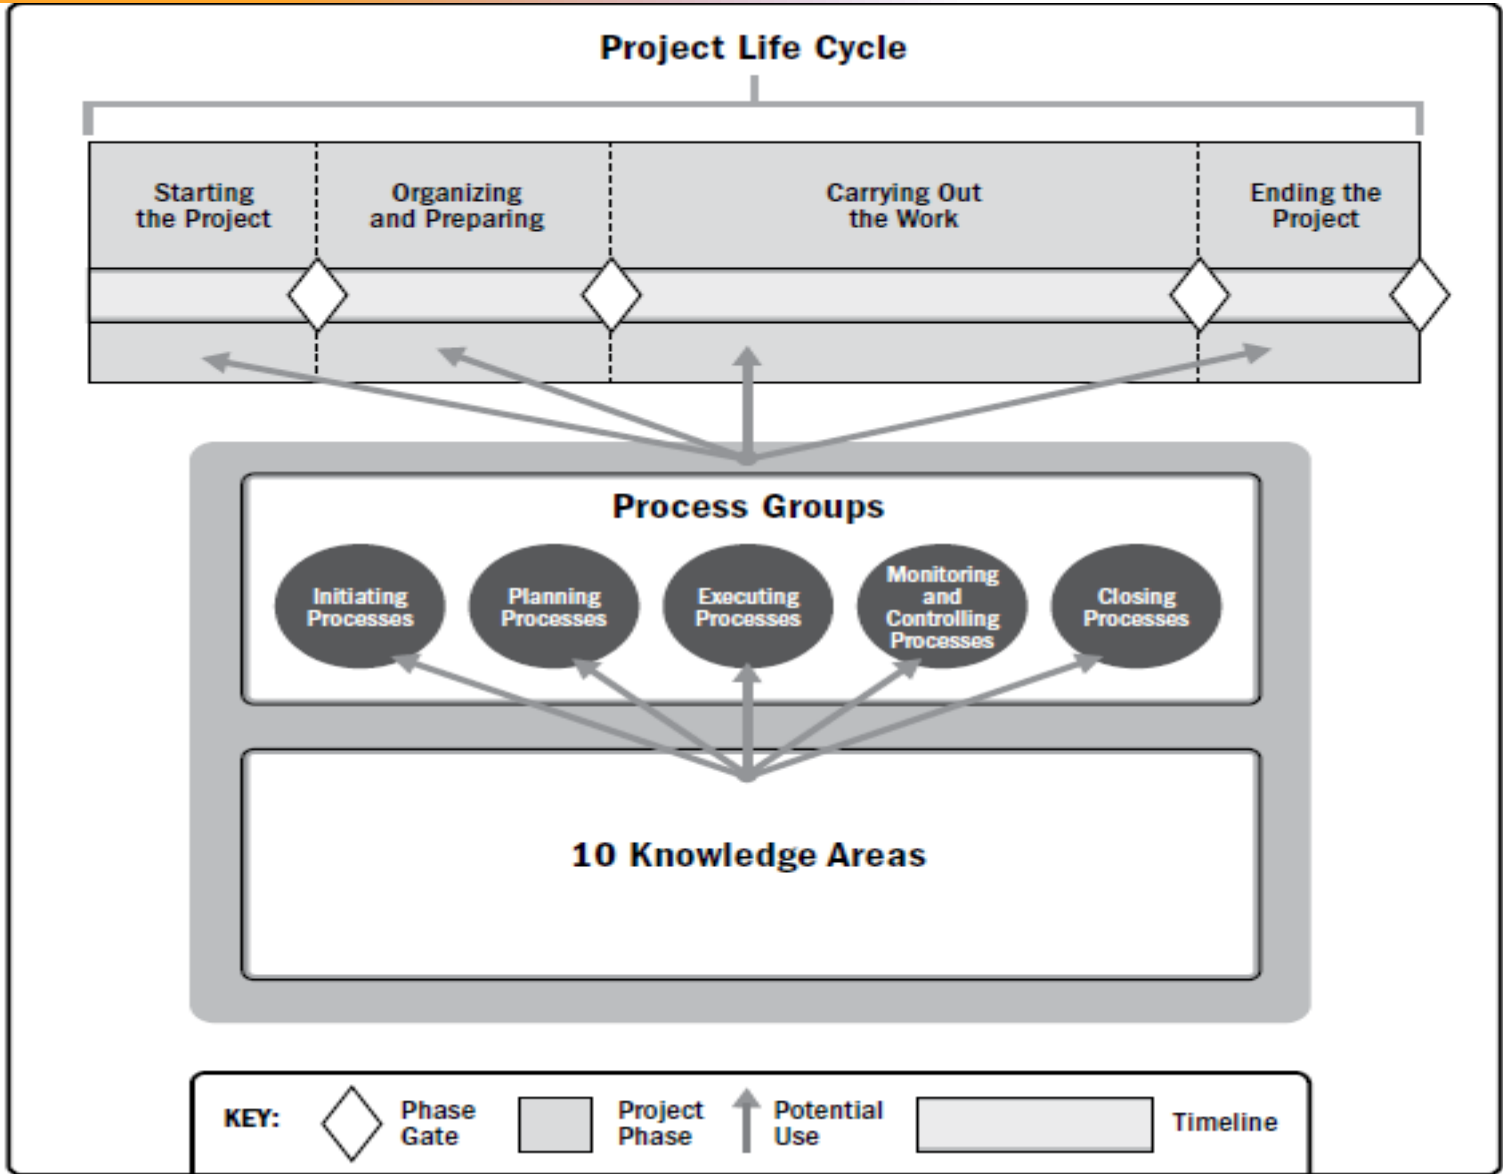 Project Life Cycle
Starting
the Project
Organizing
and Preparing
Carrying Out
the Work
Ending the
Project
Process Groups
Initiating
Processes
Planning
Processes
Executing
Processes
Monitoring
and
Controlling
Processes
Closing
Processes
10 Knowledge Areas
KEY:
Phase
Gate
Project
Phase
Potential
Use
Timeline